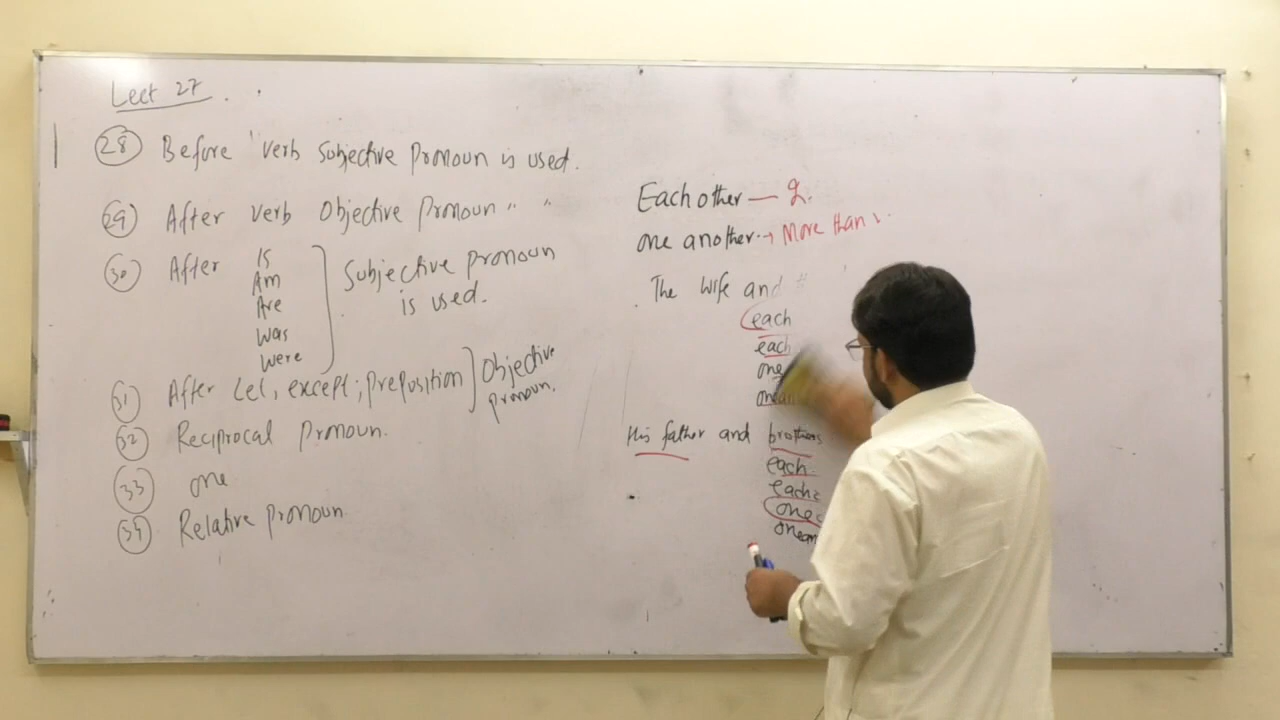 Lect 27
28 Before verb Subjective Pronoun is used.
29 After verb Objective Pronoun " "
30 After Is
Am
Are
Was
Were
Subjective pronoun
is used.
31 After Let, except, preposition
Objective
pronoun.
32 Reciprocal Pronoun.
33 one
34 Relative Pronoun
Each other — 2.
one another → More than
The Wife and
each
each
one
onean
His father and brothers
each
each
one
onean